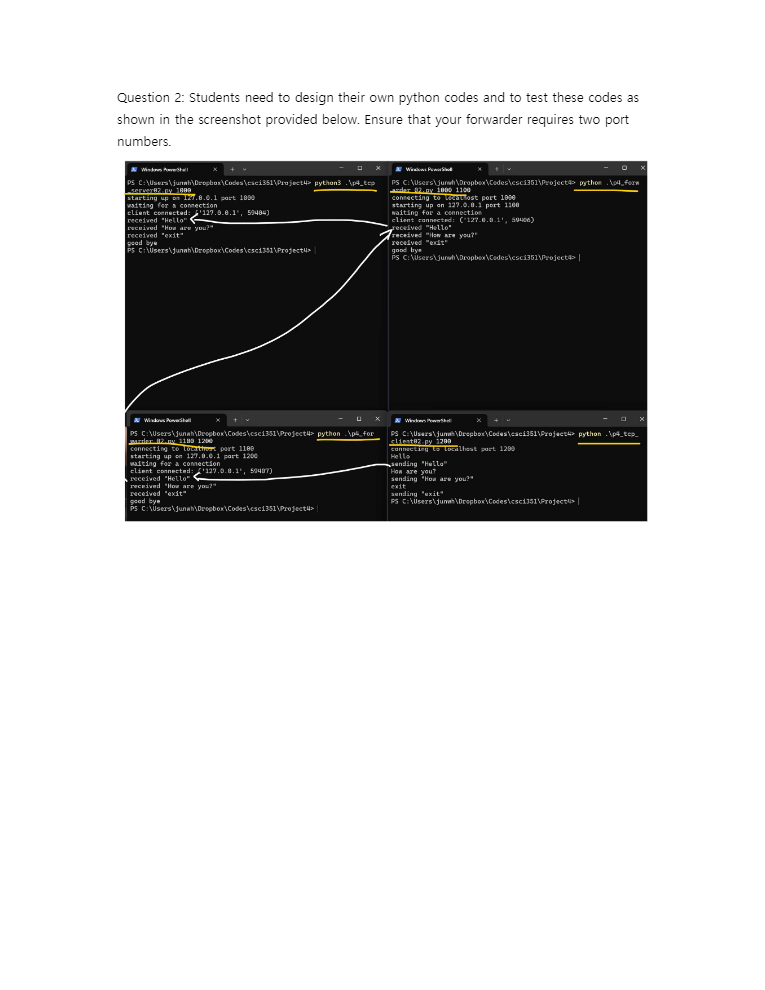 Question 2: Students need to design their own python codes and to test these codes as
shown in the screenshot provided below. Ensure that your forwarder requires two port
numbers.
Windows PowerShell
PS C:\Users\junwh\Dropbox\Codes\csci351\Project4> python3 .\p4_tcp
_server02.py 1000
starting up on 127.0.0.1 port 1000
waiting for a connection
client connected: ('127.0.0.1', 59404)
received "Hello"
received "How are you?"
received "exit"
good bye
PS C:\Users\junwh\Dropbox\Codes\csci351\Project4>
Windows PowerShell
PS C:\Users\junwh\Dropbox\Codes\csci351\Project4> python .\p4_forw
arder_02.py 1000 1100
connecting to localhost port 1000
starting up on 127.0.0.1 port 1100
waiting for a connection
client connected: ('127.0.0.1', 59406)
received "Hello"
received "How are you?"
received "exit"
good bye
PS C:\Users\junwh\Dropbox\Codes\csci351\Project4>
Windows PowerShell
PS C:\Users\junwh\Dropbox\Codes\csci351\Project4> python .\p4_for
warder_02.py 1100 1200
connecting to localhost port 1100
starting up on 127.0.0.1 port 1200
waiting for a connection
client connected: ('127.0.0.1', 59407)
received "Hello"
received "How are you?"
received "exit"
good bye
PS C:\Users\junwh\Dropbox\Codes\csci351\Project4>
Windows PowerShell
PS C:\Users\junwh\Dropbox\Codes\csci351\Project4> python .\p4_tcp_
client02.py 1200
connecting to localhost port 1200
Hello
sending "Hello"
How are you?
sending "How are you?"
exit
sending "exit"
PS C:\Users\junwh\Dropbox\Codes\csci351\Project4>